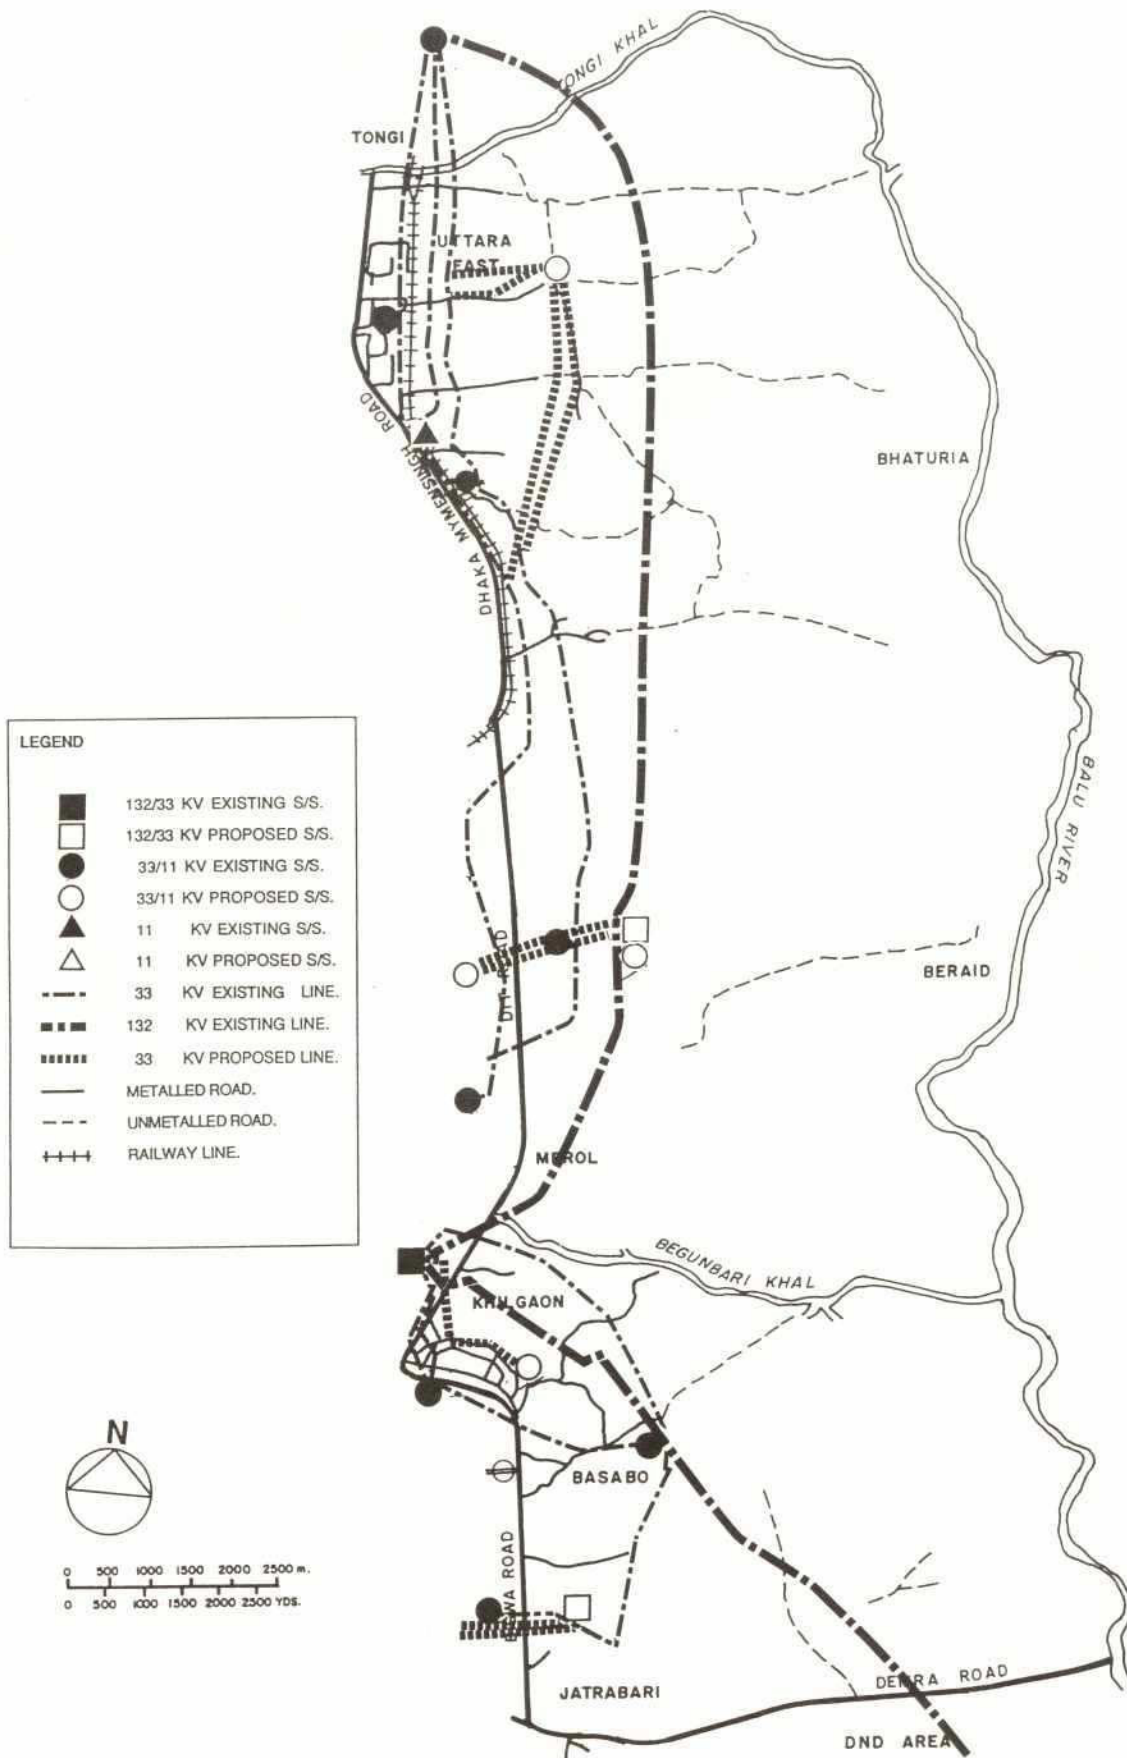 TONGI KHAL
TONGI
UTTARA
EAST
ROAD
DHAKA MYMENSINGH
BHATURIA
BALU RIVER
LEGEND
132/33 KV EXISTING S/S.
132/33 KV PROPOSED S/S.
33/11 KV EXISTING S/S.
33/11 KV PROPOSED S/S.
11 KV EXISTING S/S.
11 KV PROPOSED S/S.
33 KV EXISTING LINE.
132 KV EXISTING LINE.
33 KV PROPOSED LINE.
METALLED ROAD.
UNMETALLED ROAD.
RAILWAY LINE.
DIT ROAD
BERAID
MEROL
BEGUNBARI KHAL
KHILGAON
N
BASABO
0 500 1000 1500 2000 2500 m.
0 500 1000 1500 2000 2500 YDS.
BISWA ROAD
JATRABARI
DEMRA ROAD
DND AREA